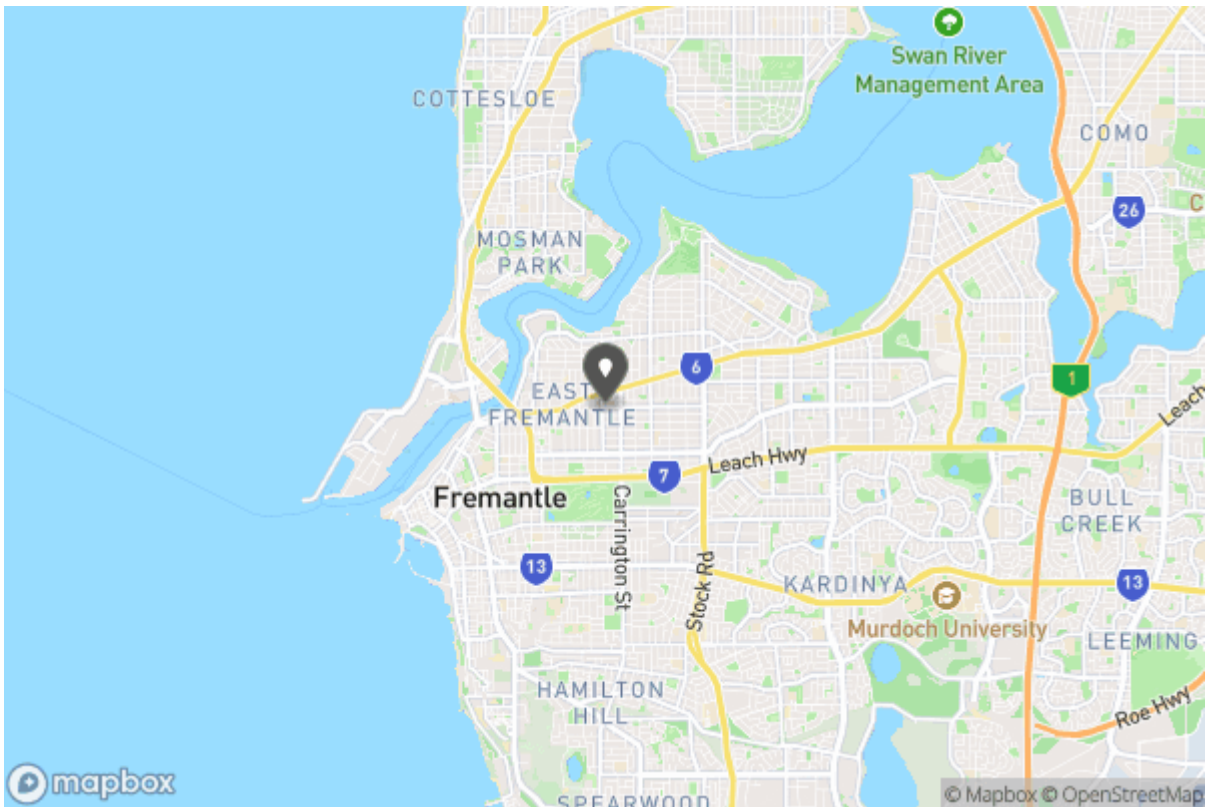 Swan River
Management Area
COTTESLOE
COMO
26
C
MOSMAN
PARK
6
1
EAST
FREMANTLE
Leach
Leach Hwy
7
Fremantle
Carrington St
BULL
CREEK
13
Stock Rd
KARDINYA
13
Murdoch University
LEEMING
HAMILTON
HILL
Roe Hwy
mapbox
© Mapbox © OpenStreetMap
SPEARWOOD